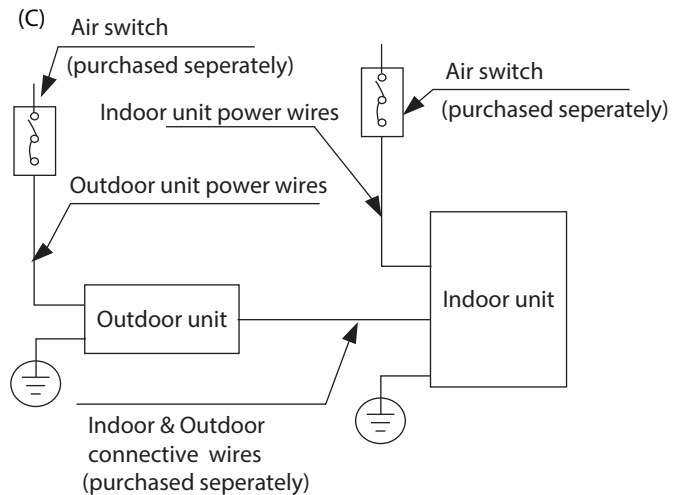 (C)
Air switch
(purchased seperately)
Air switch
(purchased seperately)
Indoor unit power wires
Outdoor unit power wires
Outdoor unit
Indoor unit
Indoor & Outdoor
connective wires
(purchased seperately)